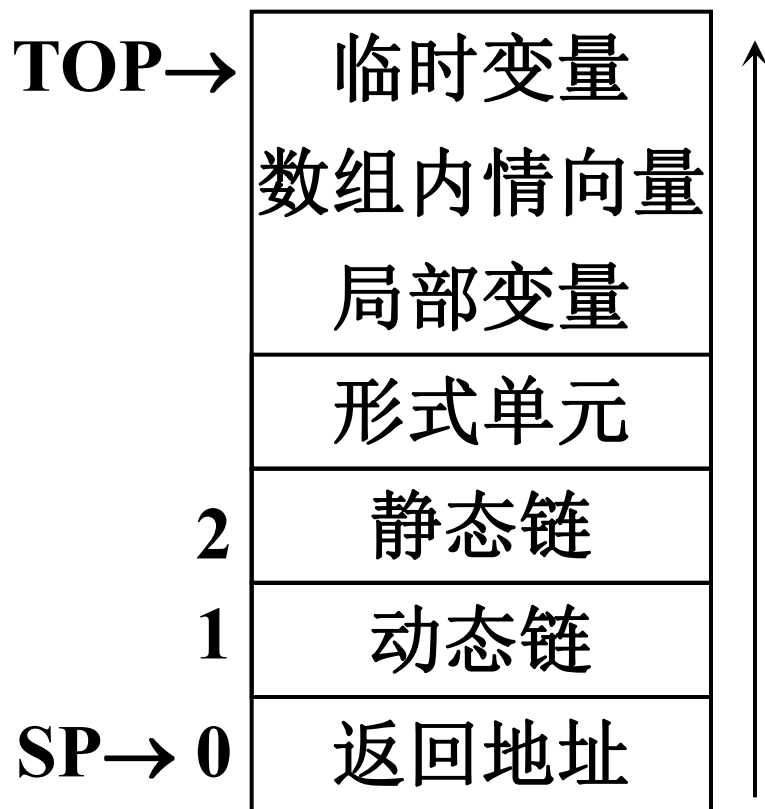 TOP→ 临时变量
数组内情向量
局部变量
形式单元
2 静态链
1 动态链
SP→ 0 返回地址